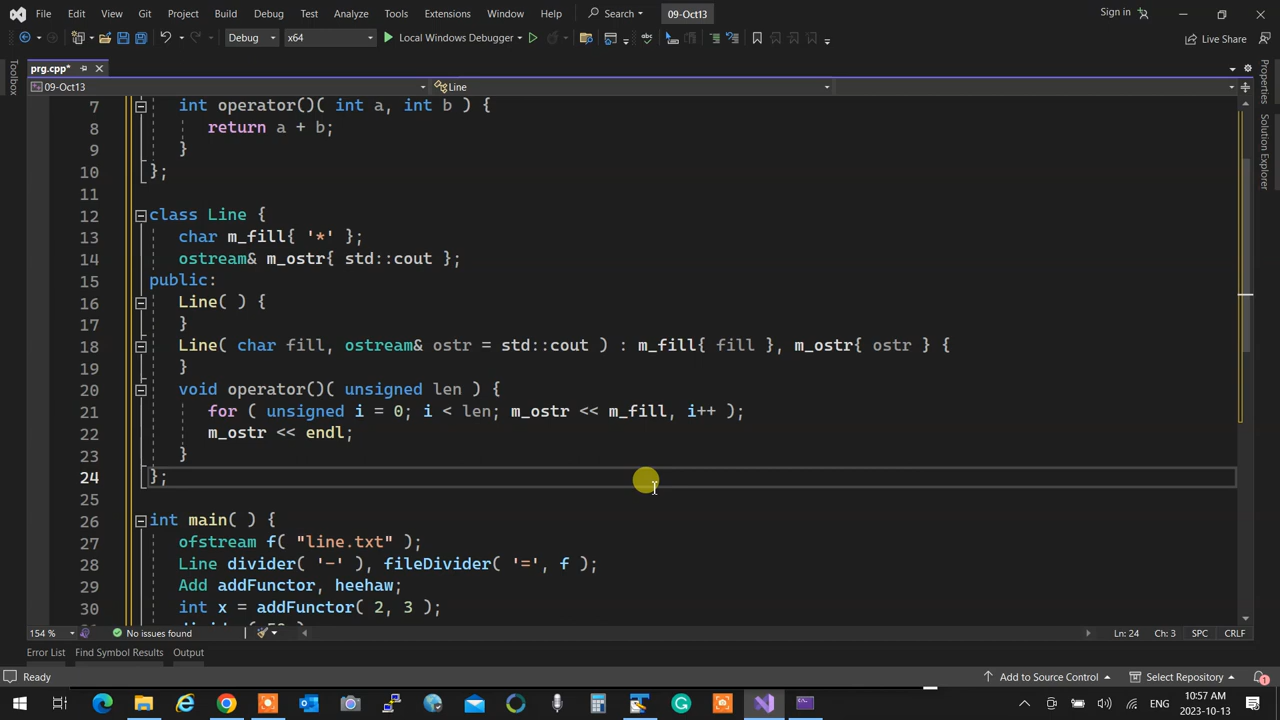 File Edit View Git Project Build Debug Test Analyze Tools Extensions Window Help Search 09-Oct13 Sign in
Debug x64 Local Windows Debugger Live Share
prg.cpp*
09-Oct13 Line
Toolbox
Properties
Solution Explorer
7 int operator()( int a, int b ) {
8 return a + b;
9 }
10 };
11
12 class Line {
13 char m_fill{ '*' };
14 ostream& m_ostr{ std::cout };
15 public:
16 Line( ) {
17 }
18 Line( char fill, ostream& ostr = std::cout ) : m_fill{ fill }, m_ostr{ ostr } {
19 }
20 void operator()( unsigned len ) {
21 for ( unsigned i = 0; i < len; m_ostr << m_fill, i++ );
22 m_ostr << endl;
23 }
24 };
25
26 int main( ) {
27 ofstream f( "line.txt" );
28 Line divider( '-' ), fileDivider( '=', f );
29 Add addFunctor, heehaw;
30 int x = addFunctor( 2, 3 );
154 % No issues found Ln: 24 Ch: 3 SPC CRLF
Error List Find Symbol Results Output
Ready Add to Source Control Select Repository 1
ENG 10:57 AM
2023-10-13